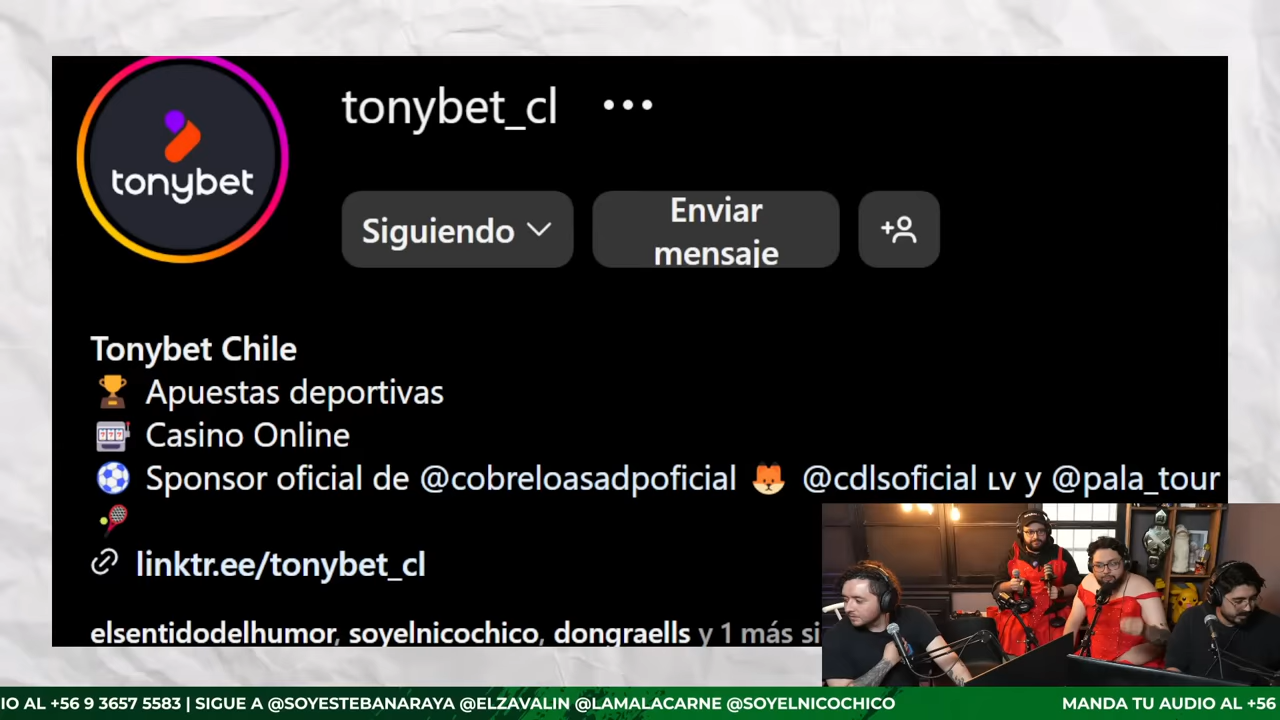 tonybet
tonybet_cl
Siguiendo
Enviar
mensaje
Tonybet Chile
🏆 Apuestas deportivas
🎰 Casino Online
⚽ Sponsor oficial de @cobreloasadpoficial 🦊 @cdlsoficial ʟᴠ y @pala_tour
🎾
linktr.ee/tonybet_cl
elsentidodelhumor, soyelnicochico, dongraells y 1 más si
IO AL +56 9 3657 5583 | SIGUE A @SOYESTEBANARAYA @ELZAVALIN @LAMALACARNE @SOYELNICOCHICO MANDA TU AUDIO AL +56